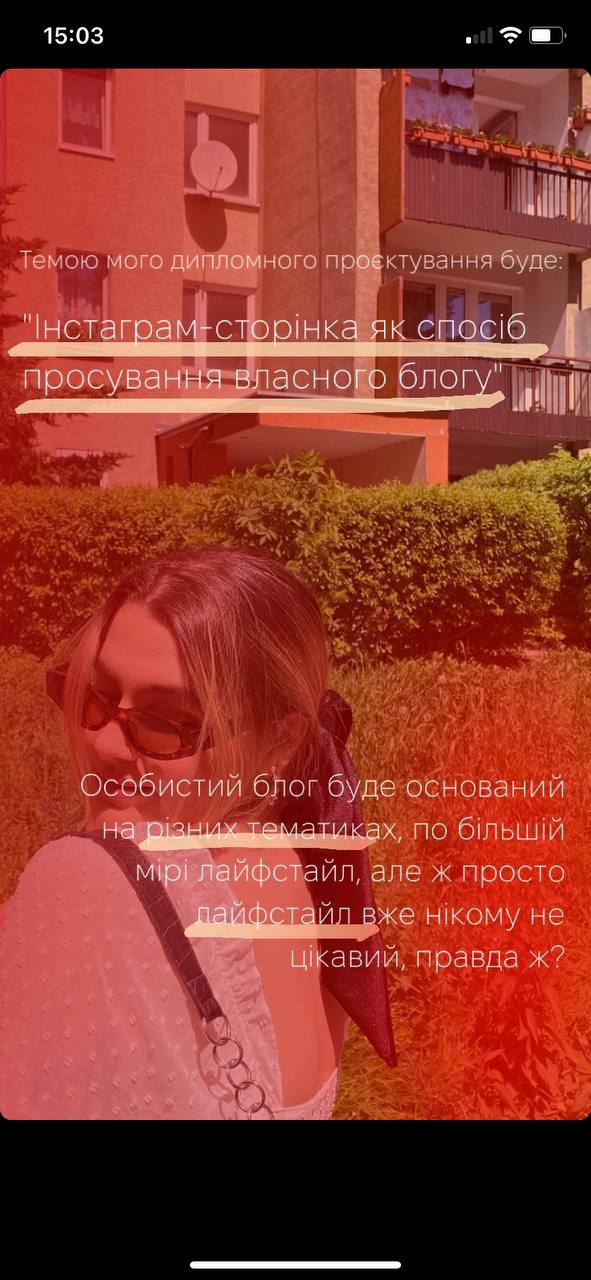 15:03
Темою мого дипломного проєктування буде:
"Інстаграм-сторінка як спосіб
просування власного блогу"
Особистий блог буде оснований
на різних тематиках, по більшій
мірі лайфстайл, але ж просто
лайфстайл вже нікому не
цікавий, правда ж?